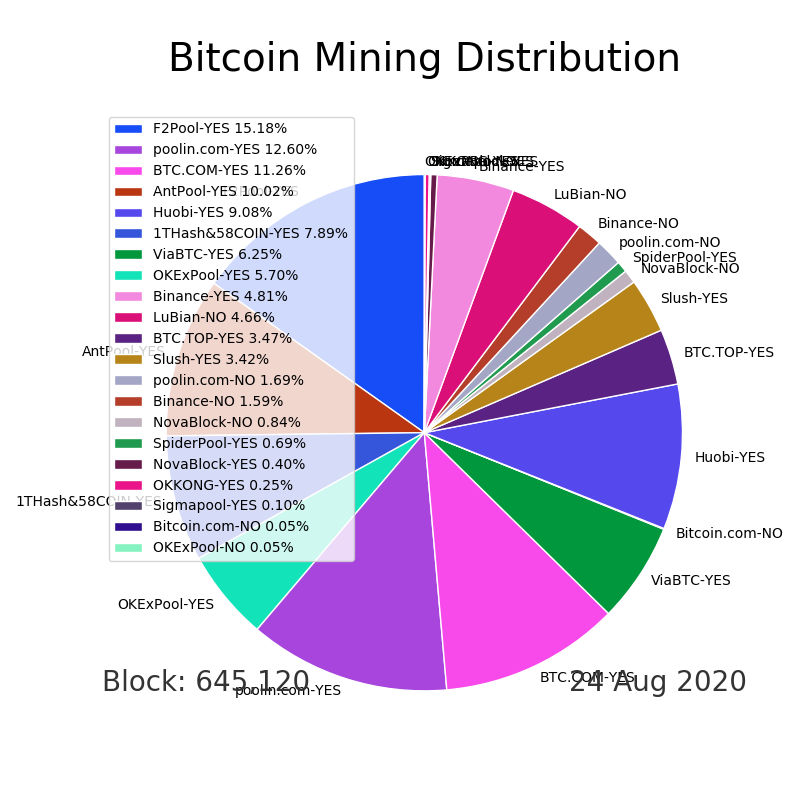 Bitcoin Mining Distribution
F2Pool-YES 15.18%
poolin.com-YES 12.60%
BTC.COM-YES 11.26%
AntPool-YES 10.02%
Huobi-YES 9.08%
1THash&58COIN-YES 7.89%
ViaBTC-YES 6.25%
OKExPool-YES 5.70%
Binance-YES 4.81%
LuBian-NO 4.66%
BTC.TOP-YES 3.47%
Slush-YES 3.42%
poolin.com-NO 1.69%
Binance-NO 1.59%
NovaBlock-NO 0.84%
SpiderPool-YES 0.69%
NovaBlock-YES 0.40%
OKKONG-YES 0.25%
Sigmapool-YES 0.10%
Bitcoin.com-NO 0.05%
OKExPool-NO 0.05%
Binance-YES
LuBian-NO
Binance-NO
poolin.com-NO
SpiderPool-YES
NovaBlock-NO
Slush-YES
BTC.TOP-YES
Huobi-YES
Bitcoin.com-NO
ViaBTC-YES
BTC.COM-YES
poolin.com-YES
OKExPool-YES
1THash&58COIN-YES
AntPool-YES
Block: 645,120
24 Aug 2020